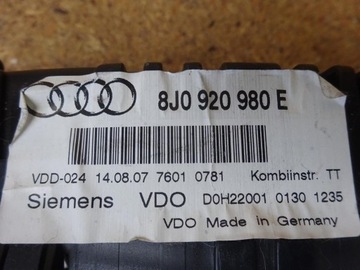 8J0 920 980 E
VDD-024 14.08.07 7601 0781 Kombiinstr. TT
Siemens VDO D0H22001 0130 1235
VDO Made in Germany